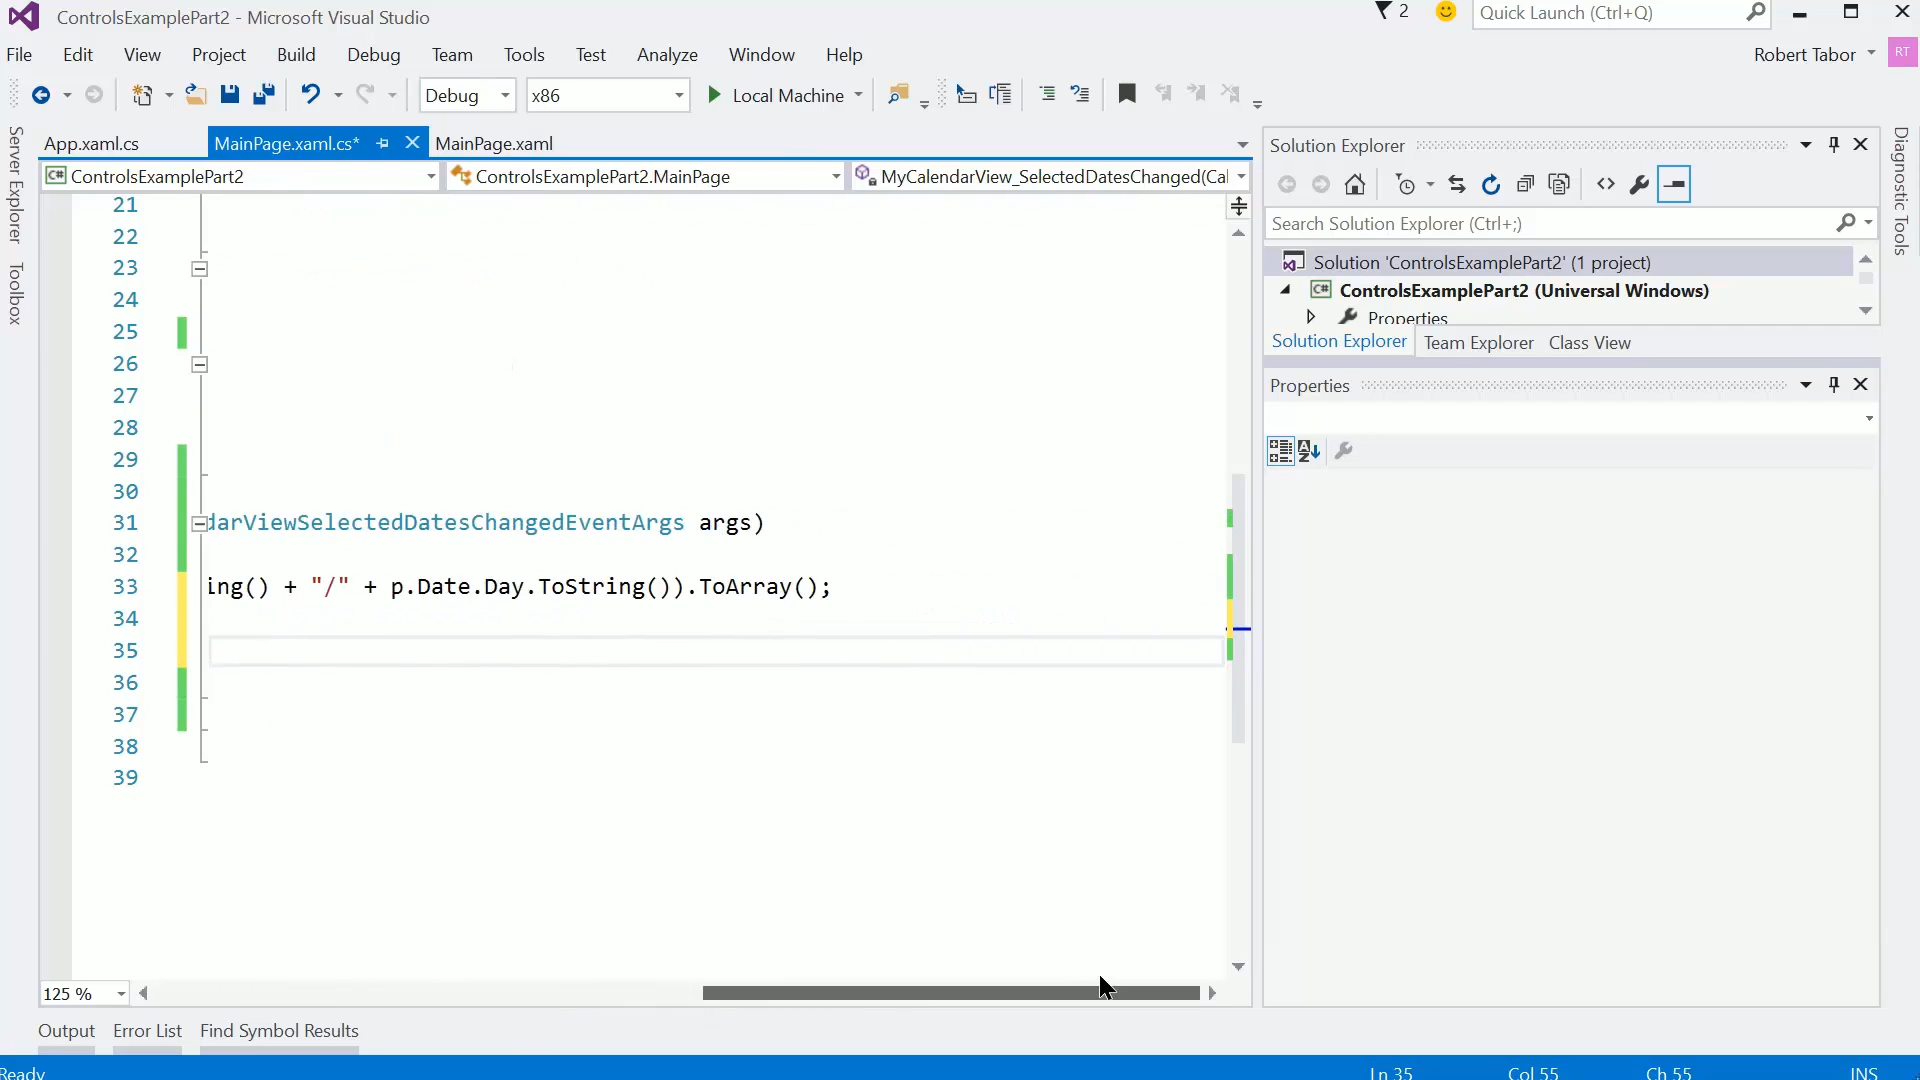 ControlsExamplePart2 - Microsoft Visual Studio
2
Quick Launch (Ctrl+Q)
File Edit View Project Build Debug Team Tools Test Analyze Window Help
Robert Tabor RT
Debug x86 Local Machine
Server Explorer
Toolbox
App.xaml.cs MainPage.xaml.cs* MainPage.xaml
C# ControlsExamplePart2 ControlsExamplePart2.MainPage MyCalendarView_SelectedDatesChanged(Cal
21
22
23
24
25
26
27
28
29
30
31 darViewSelectedDatesChangedEventArgs args)
32
33 ing() + "/" + p.Date.Day.ToString()).ToArray();
34
35
36
37
38
39
125 %
Output Error List Find Symbol Results
Solution Explorer
Search Solution Explorer (Ctrl+;)
Solution 'ControlsExamplePart2' (1 project)
C# ControlsExamplePart2 (Universal Windows)
Properties
Solution Explorer Team Explorer Class View
Properties
Diagnostic Tools
Ready Ln 35 Col 55 Ch 55 INS